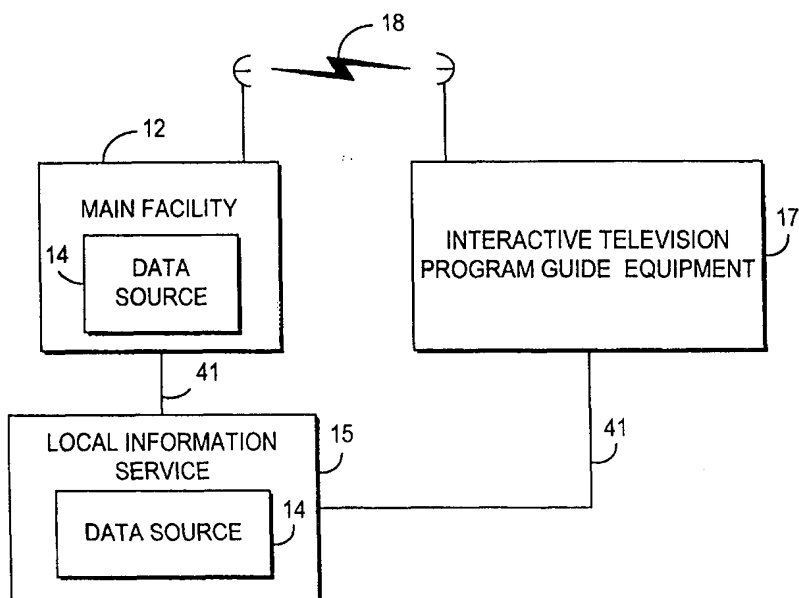 18
12
MAIN FACILITY
14
DATA
SOURCE
INTERACTIVE TELEVISION
PROGRAM GUIDE EQUIPMENT
17
41
LOCAL INFORMATION
SERVICE
15
41
DATA SOURCE
14